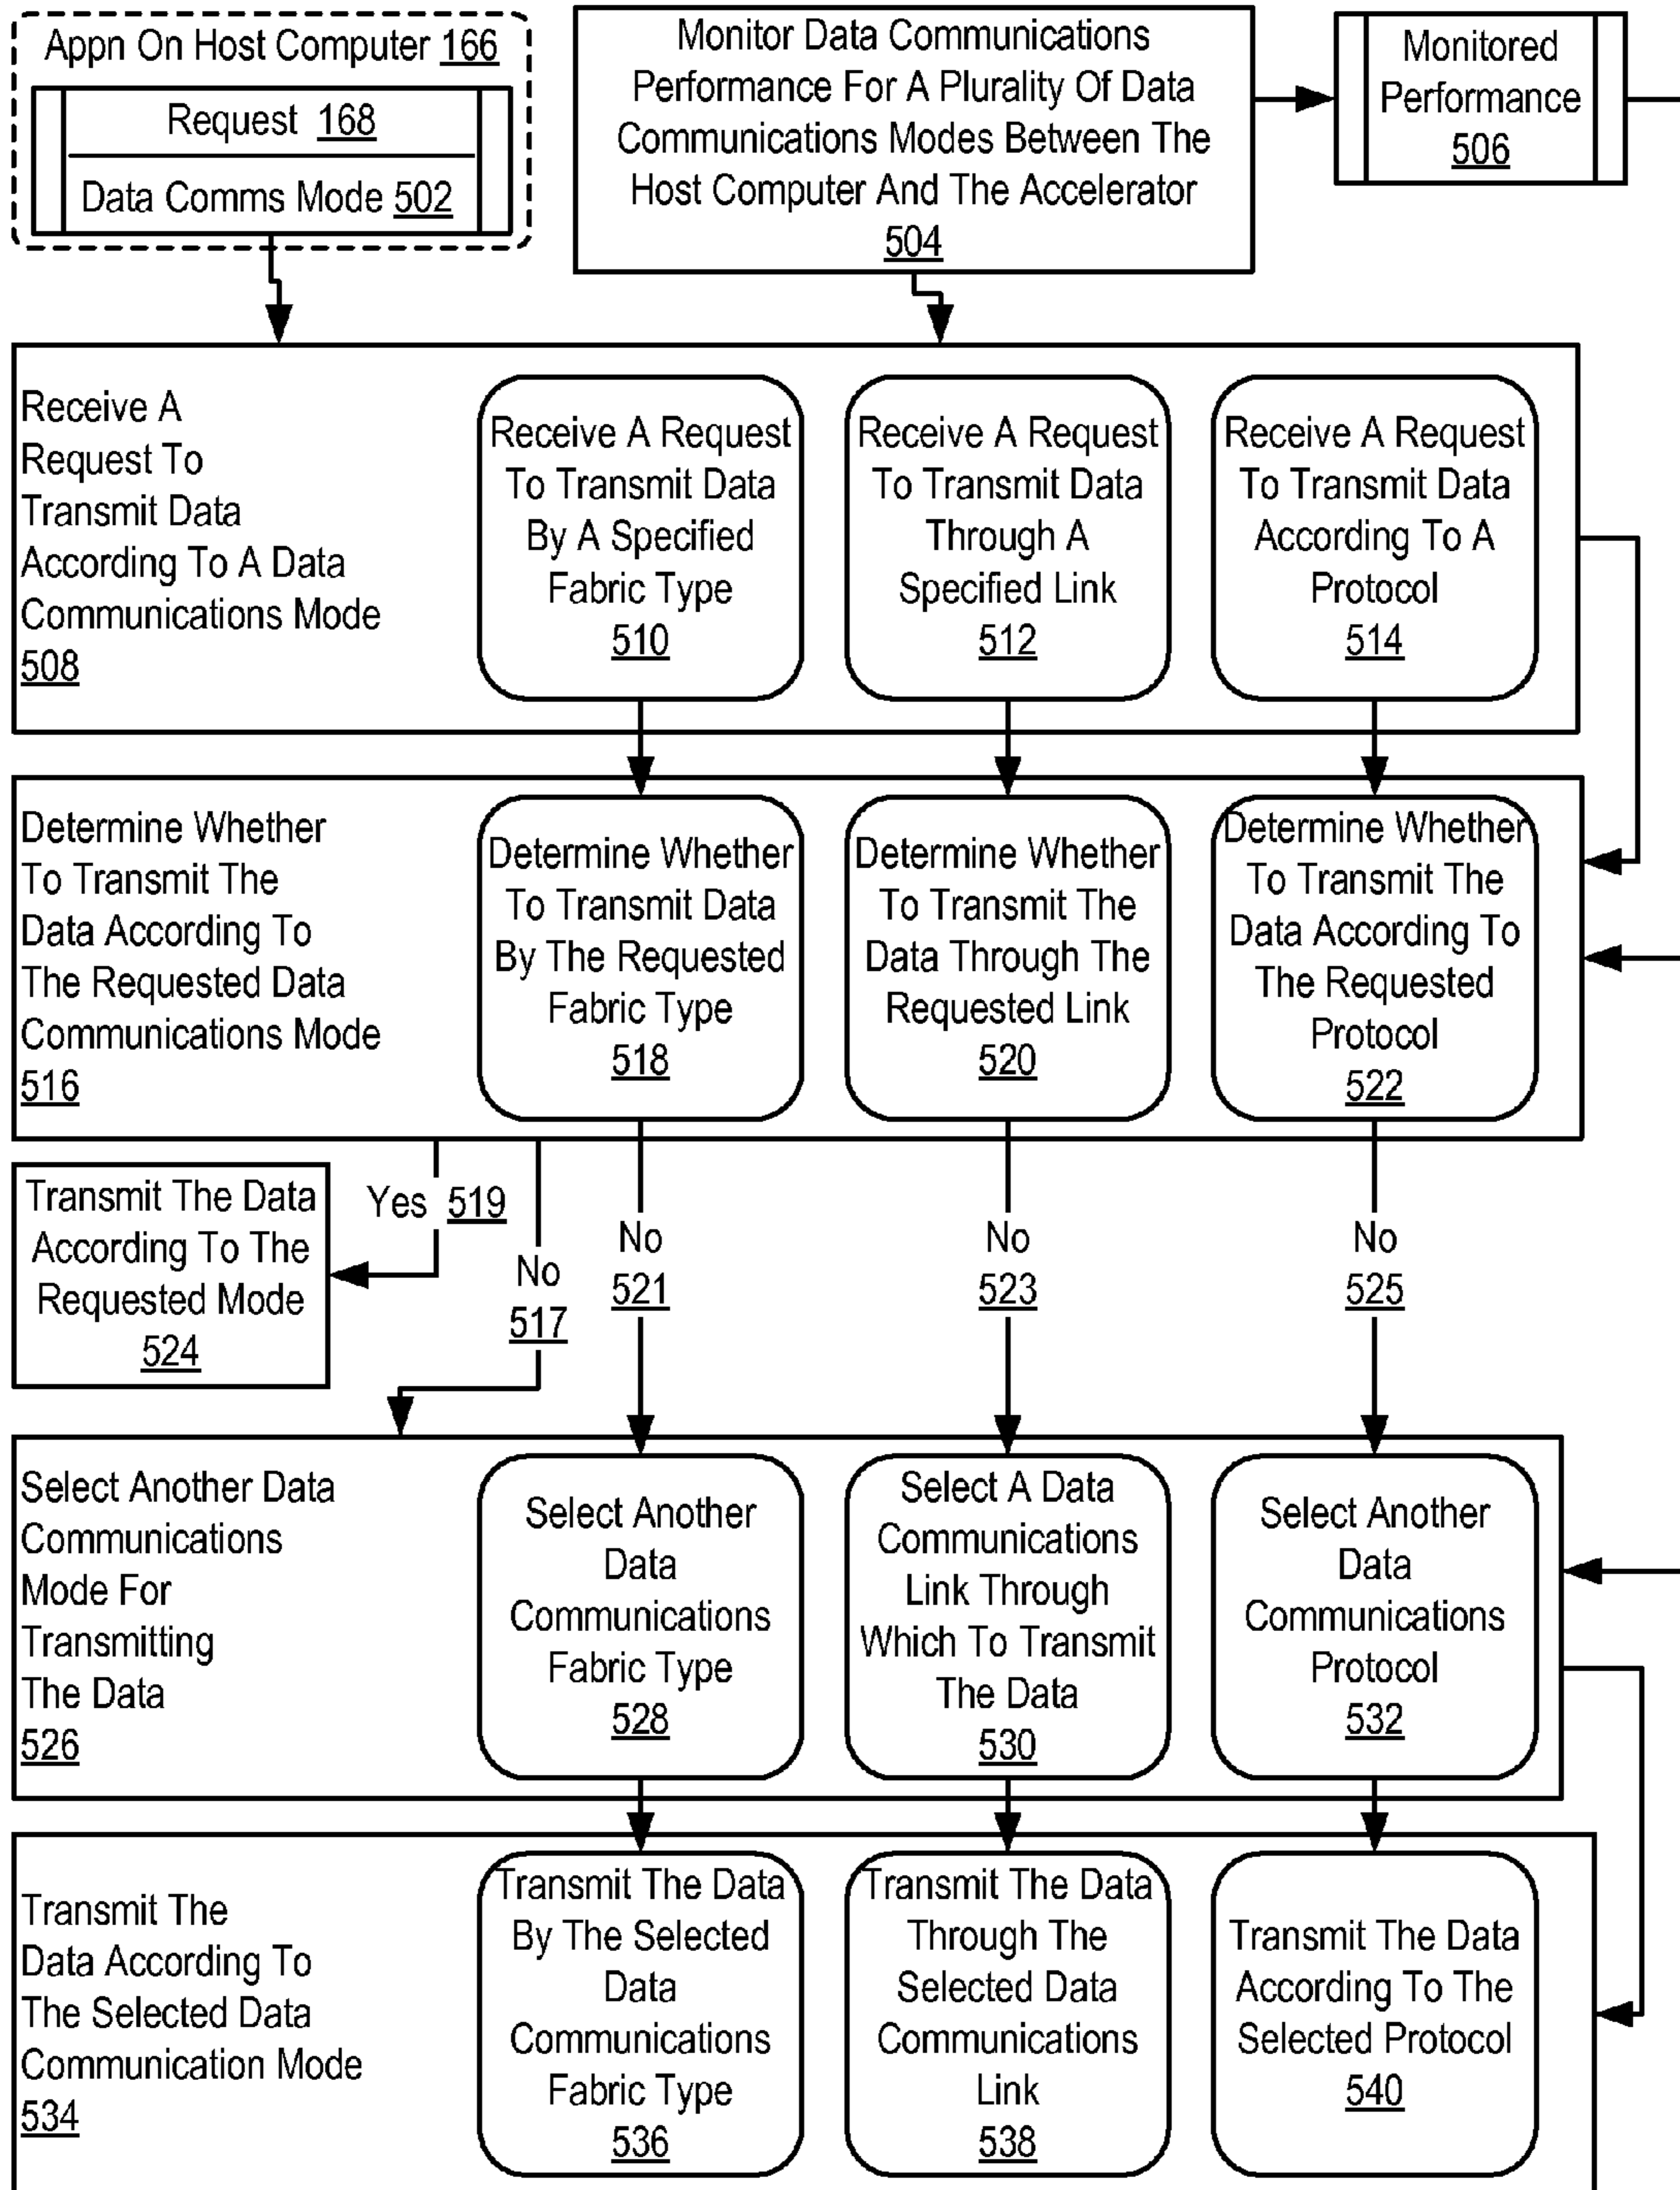 Appn On Host Computer 166
Request 168
Data Comms Mode 502
Monitor Data Communications
Performance For A Plurality Of Data
Communications Modes Between The
Host Computer And The Accelerator
504
Monitored
Performance
506
Receive A
Request To
Transmit Data
According To A Data
Communications Mode
508
Receive A Request
To Transmit Data
By A Specified
Fabric Type
510
Receive A Request
To Transmit Data
Through A
Specified Link
512
Receive A Request
To Transmit Data
According To A
Protocol
514
Determine Whether
To Transmit The
Data According To
The Requested Data
Communications Mode
516
Determine Whether
To Transmit Data
By The Requested
Fabric Type
518
Determine Whether
To Transmit The
Data Through The
Requested Link
520
Determine Whether
To Transmit The
Data According To
The Requested
Protocol
522
Transmit The Data
According To The
Requested Mode
524
Yes 519
No
517
No
521
No
523
No
525
Select Another Data
Communications
Mode For
Transmitting
The Data
526
Select Another
Data
Communications
Fabric Type
528
Select A Data
Communications
Link Through
Which To Transmit
The Data
530
Select Another
Data
Communications
Protocol
532
Transmit The
Data According To
The Selected Data
Communication Mode
534
Transmit The Data
By The Selected
Data
Communications
Fabric Type
536
Transmit The Data
Through The
Selected Data
Communications
Link
538
Transmit The Data
According To The
Selected Protocol
540